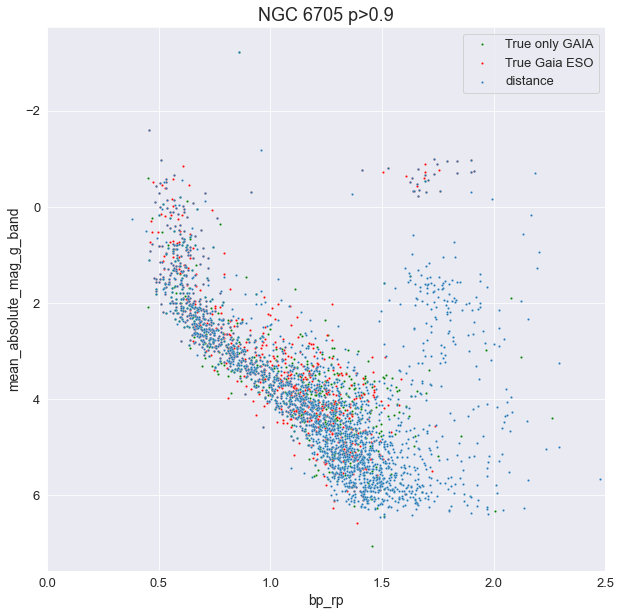 NGC 6705 p>0.9
True only GAIA
True Gaia ESO
distance
mean_absolute_mag_g_band
−2
0
2
4
6
0.0
0.5
1.0
1.5
2.0
2.5
bp_rp